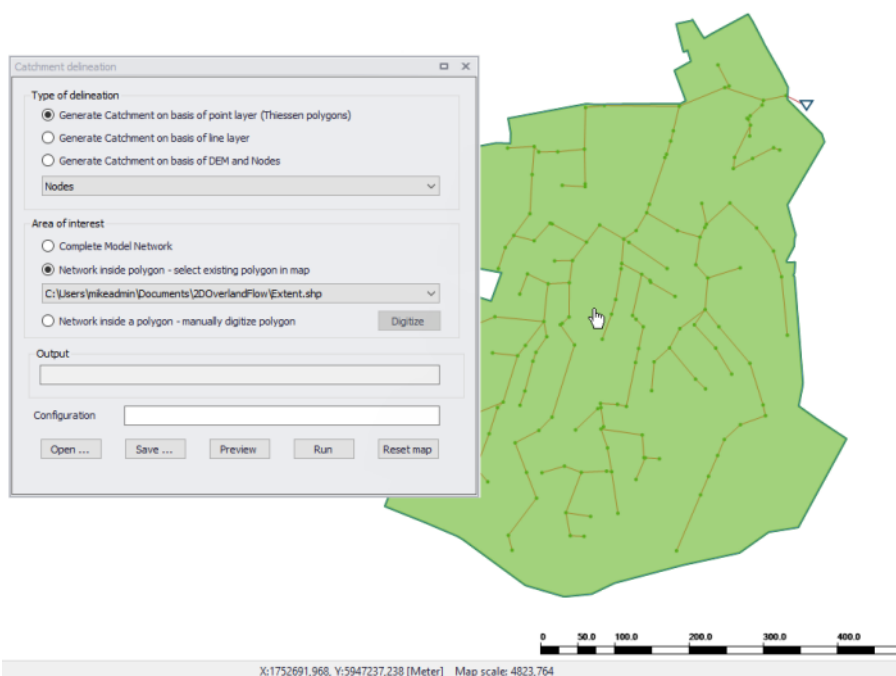 Catchment delineation
Type of delineation
Generate Catchment on basis of point layer (Thiessen polygons)
Generate Catchment on basis of line layer
Generate Catchment on basis of DEM and Nodes
Nodes
Area of interest
Complete Model Network
Network inside polygon - select existing polygon in map
C:\Users\mikeadmin\Documents\2DOverlandFlow\Extent.shp
Network inside a polygon - manually digitize polygon Digitize
Output
Configuration
Open ... Save ... Preview Run Reset map
0 50.0 100.0 200.0 300.0 400.0
X:1752691,968, Y:5947237,238 [Meter] Map scale: 4823,764